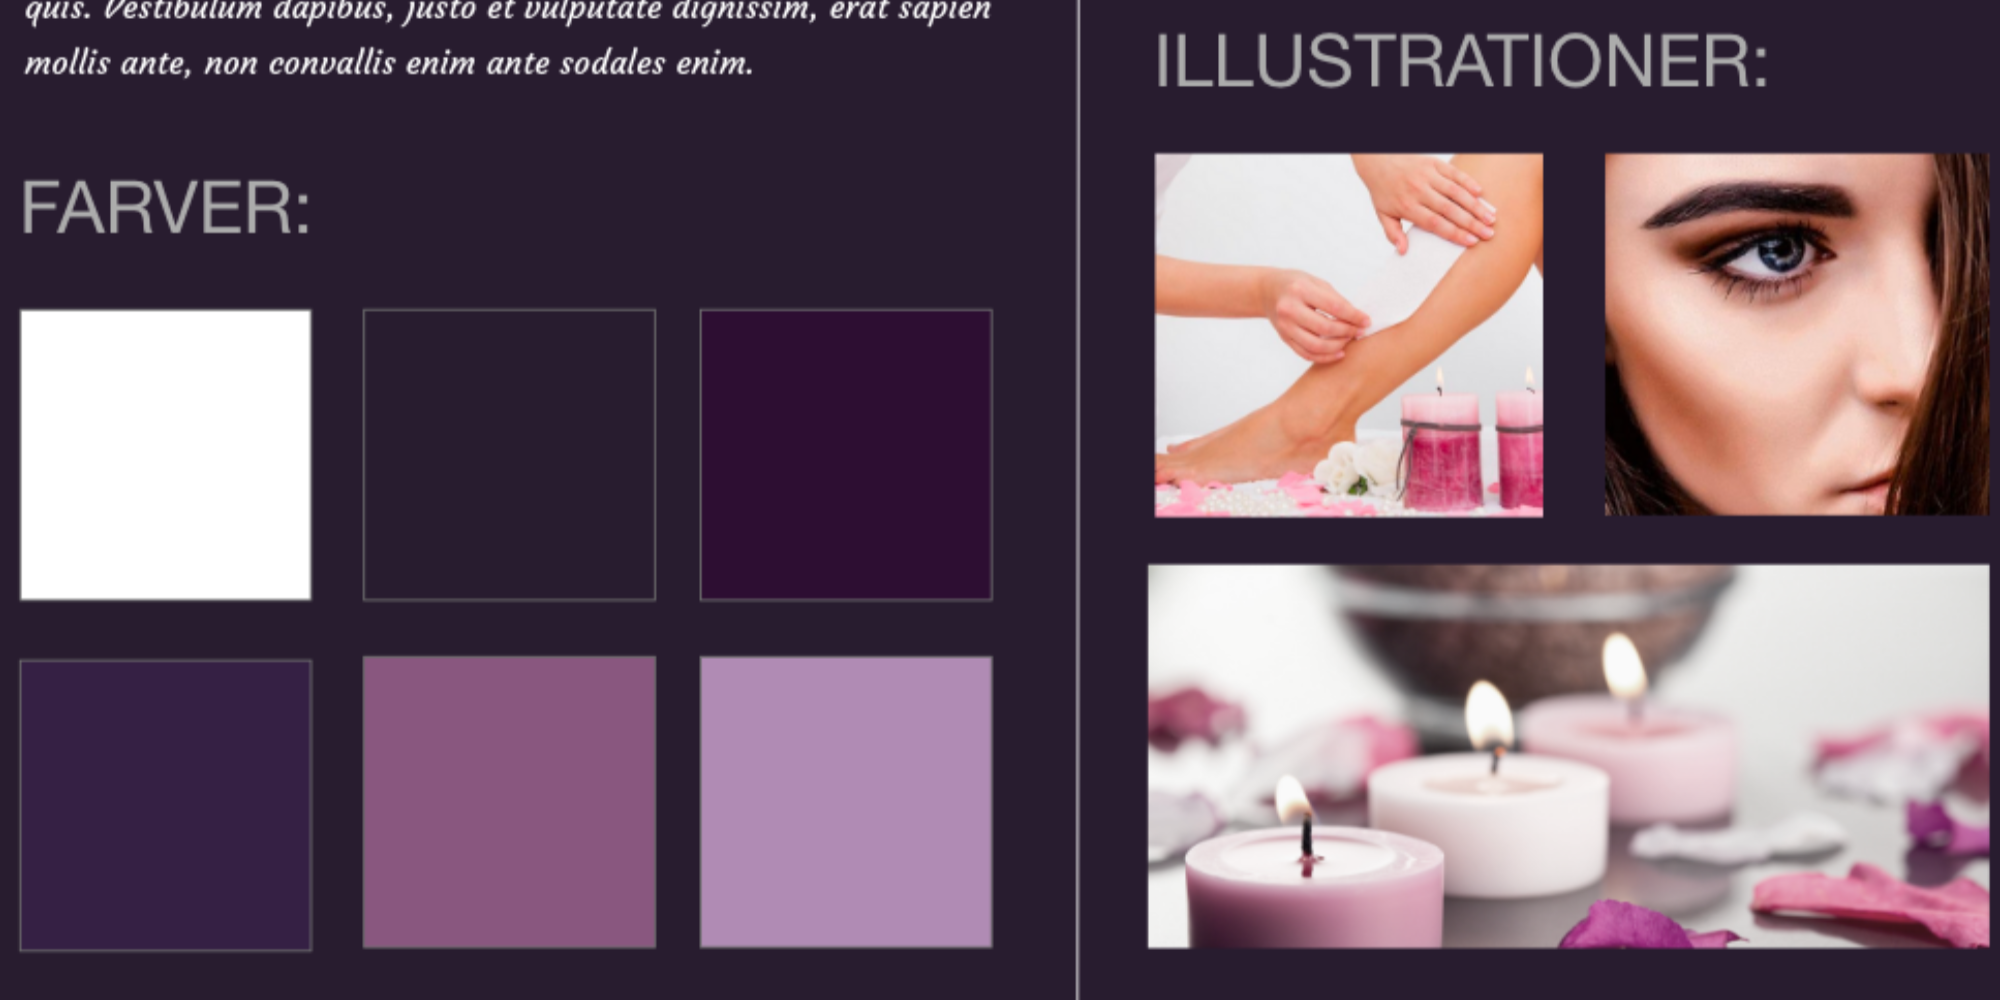 quis. Vestibulum dapibus, justo et vulputate dignissim, erat sapien
mollis ante, non convallis enim ante sodales enim.
FARVER:
ILLUSTRATIONER: